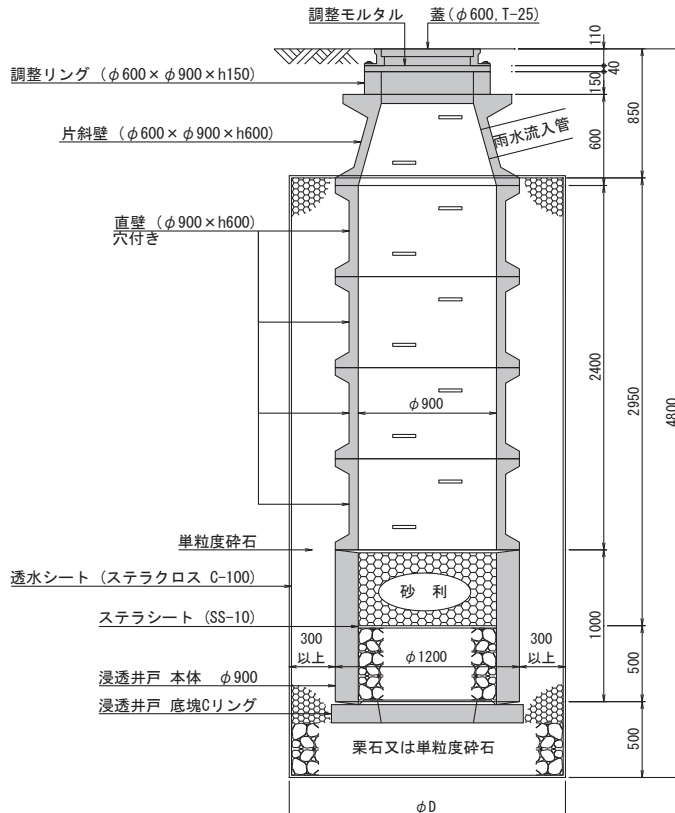 調整モルタル
蓋(φ600, T-25)
110
40
調整リング (φ600×φ900×h150)
150
850
片斜壁 (φ600×φ900×h600)
雨水流入管
600
直壁 (φ900×h600)
穴付き
2400
2950
φ900
4800
単粒度砕石
透水シート (ステラクロス C-100)
砂 利
1000
ステラシート (SS-10)
300
以上
φ1200
300
以上
500
浸透井戸 本体 φ900
浸透井戸 底塊Cリング
栗石又は単粒度砕石
500
φD